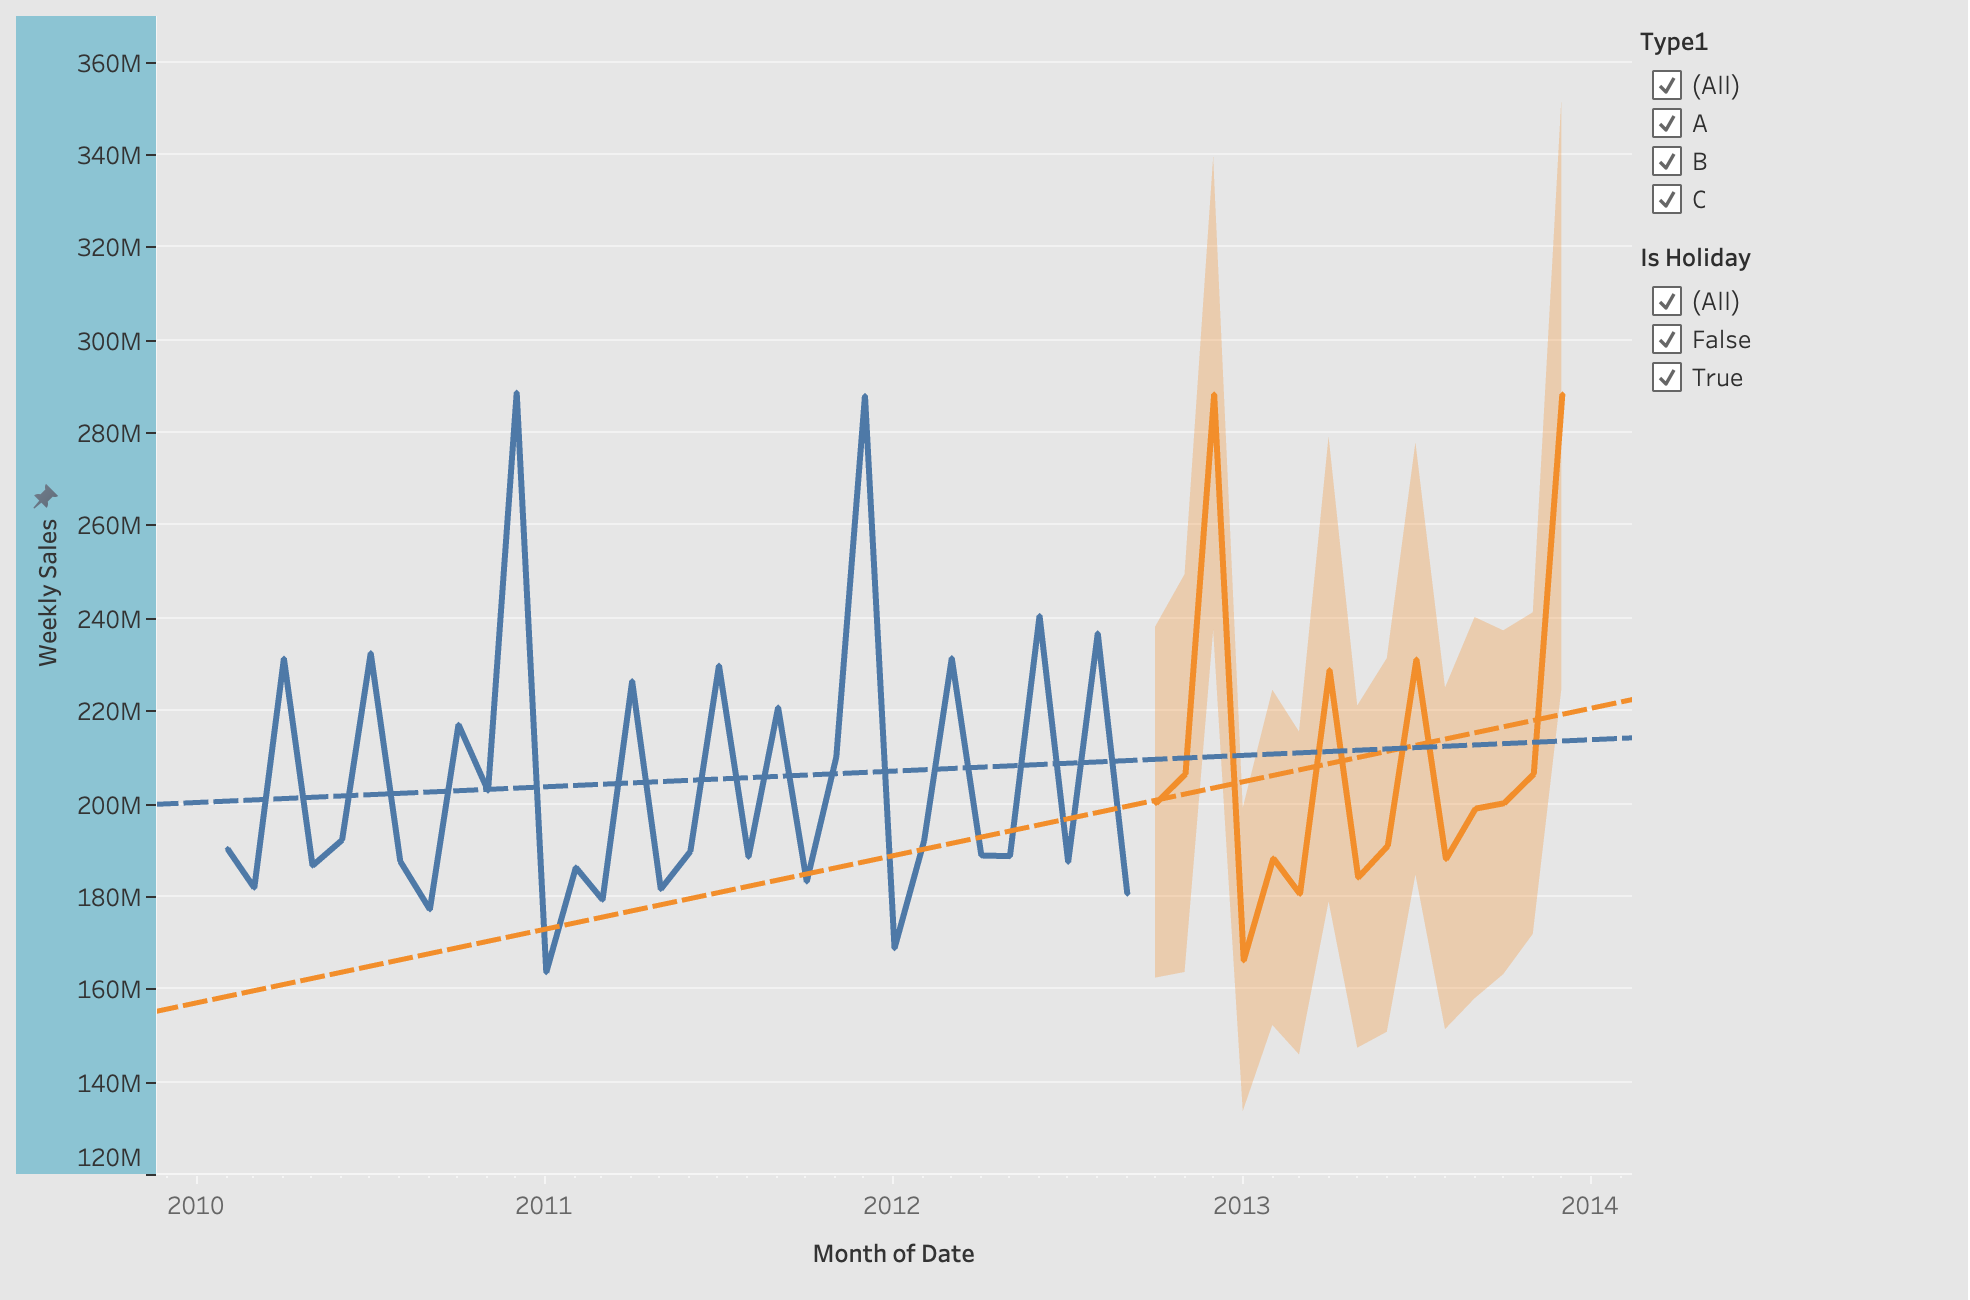 360M
340M
320M
300M
280M
260M
240M
220M
200M
180M
160M
140M
120M
Weekly Sales
2010
2011
2012
2013
2014
Month of Date
Type1
(All)
A
B
C
Is Holiday
(All)
False
True